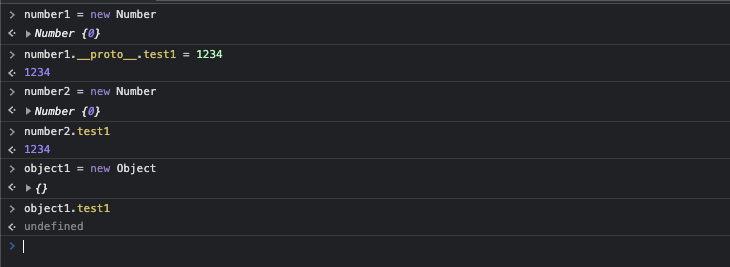 > number1 = new Number
<· ▶Number {0}
> number1.__proto__.test1 = 1234
<· 1234
> number2 = new Number
<· ▶Number {0}
> number2.test1
<· 1234
> object1 = new Object
<· ▶{}
> object1.test1
<· undefined
>